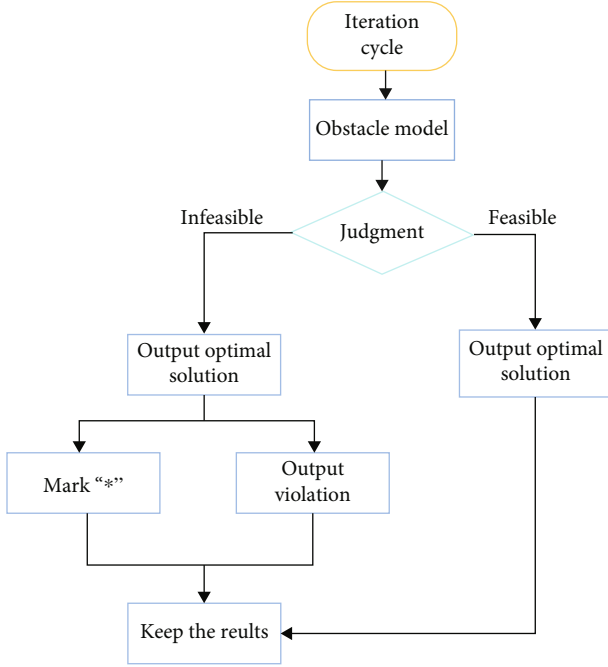 Iteration
cycle
Obstacle model
Judgment
Infeasible
Feasible
Output optimal
solution
Output optimal
solution
Mark “*”
Output
violation
Keep the reults